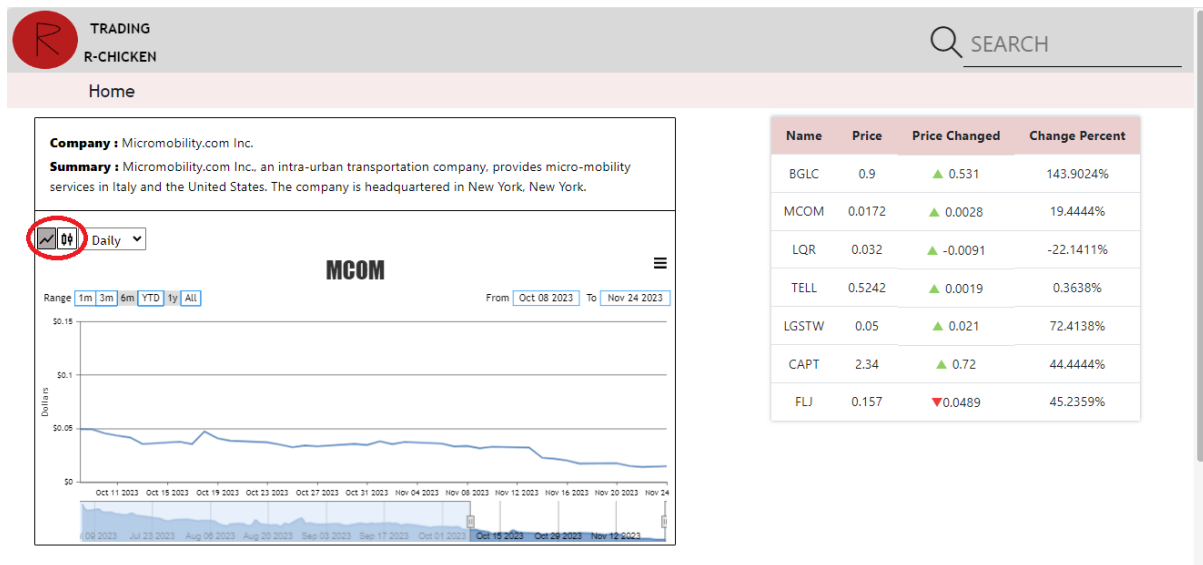 R
TRADING
R-CHICKEN
SEARCH
Home
Company : Micromobility.com Inc.
Summary : Micromobility.com Inc., an intra-urban transportation company, provides micro-mobility
services in Italy and the United States. The company is headquartered in New York, New York.
Daily
MCOM
Range 1m 3m 6m YTD 1y All From Oct 08 2023 To Nov 24 2023
$0.15
$0.1
$0.05
$0
Dollars
Oct 11 2023 Oct 15 2023 Oct 19 2023 Oct 23 2023 Oct 27 2023 Oct 31 2023 Nov 04 2023 Nov 08 2023 Nov 12 2023 Nov 16 2023 Nov 20 2023 Nov 24
09 2023 Jul 23 2023 Aug 06 2023 Aug 20 2023 Sep 03 2023 Sep 17 2023 Oct 01 2023 Oct 15 2023 Oct 29 2023 Nov 12 2023
Name Price Price Changed Change Percent
BGLC 0.9 ▲ 0.531 143.9024%
MCOM 0.0172 ▲ 0.0028 19.4444%
LQR 0.032 ▲ -0.0091 -22.1411%
TELL 0.5242 ▲ 0.0019 0.3638%
LGSTW 0.05 ▲ 0.021 72.4138%
CAPT 2.34 ▲ 0.72 44.4444%
FLJ 0.157 ▼0.0489 45.2359%